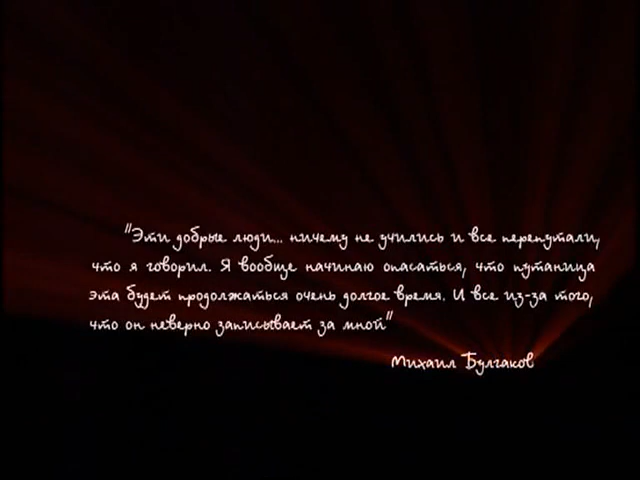 "Эти добрые люди... ничему не учились и все перепутали,
что я говорил. Я вообще начинаю опасаться, что путаница
эта будет продолжаться очень долгое время. И все из-за того,
что он неверно записывает за мной"
Михаил Булгаков